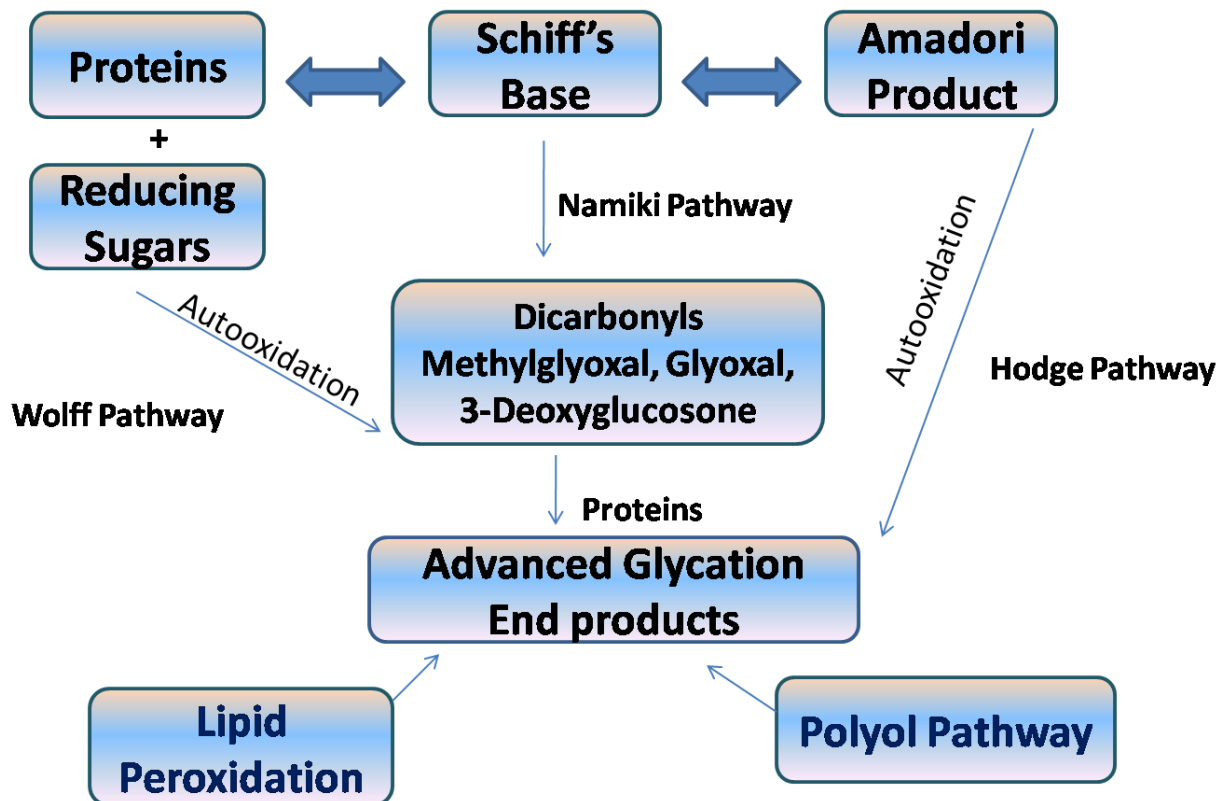 Proteins
+
Reducing
Sugars
Schiff’s
Base
Amadori
Product
Namiki Pathway
Autooxidation
Wolff Pathway
Dicarbonyls
Methylglyoxal, Glyoxal,
3-Deoxyglucosone
Autooxidation
Hodge Pathway
Proteins
Advanced Glycation
End products
Lipid
Peroxidation
Polyol Pathway